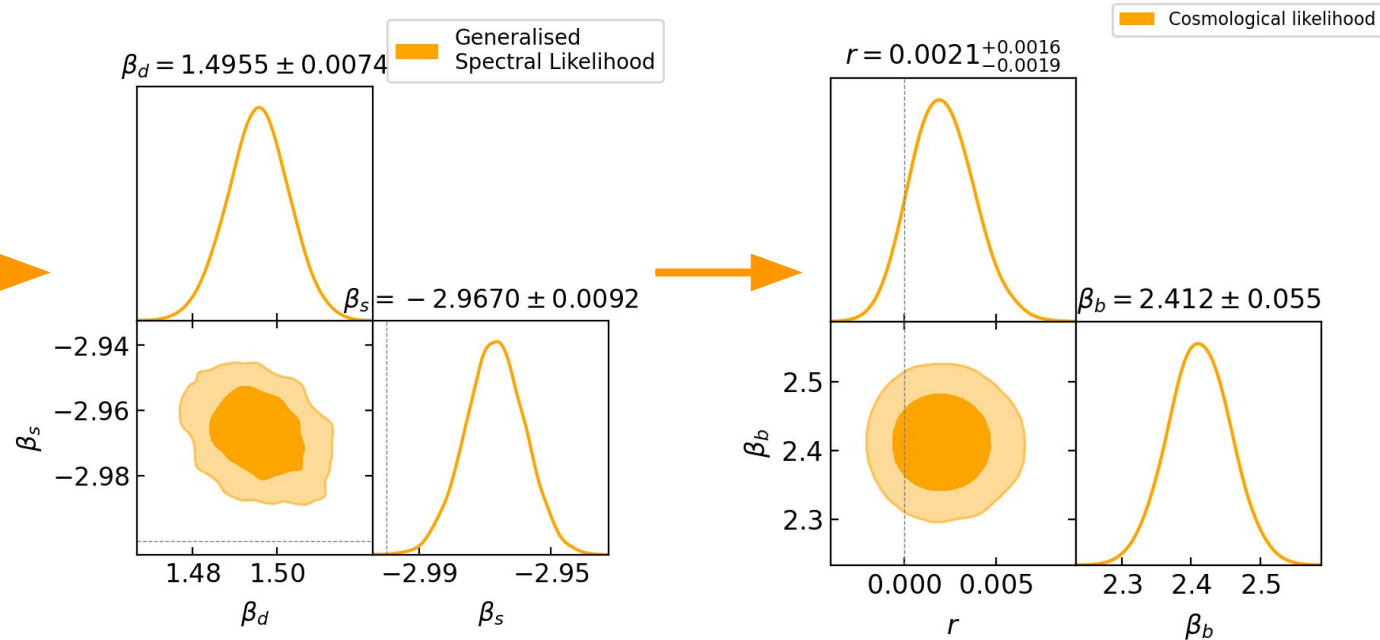 Generalised
Spectral Likelihood
β_d = 1.4955 ± 0.0074
β_s = −2.9670 ± 0.0092
−2.94
−2.96
−2.98
β_s
1.48 1.50
−2.99 −2.95
β_d
β_s
Cosmological likelihood
r = 0.0021^{+0.0016}_{−0.0019}
β_b = 2.412 ± 0.055
2.5
2.4
2.3
β_b
0.000 0.005
2.3 2.4 2.5
r
β_b